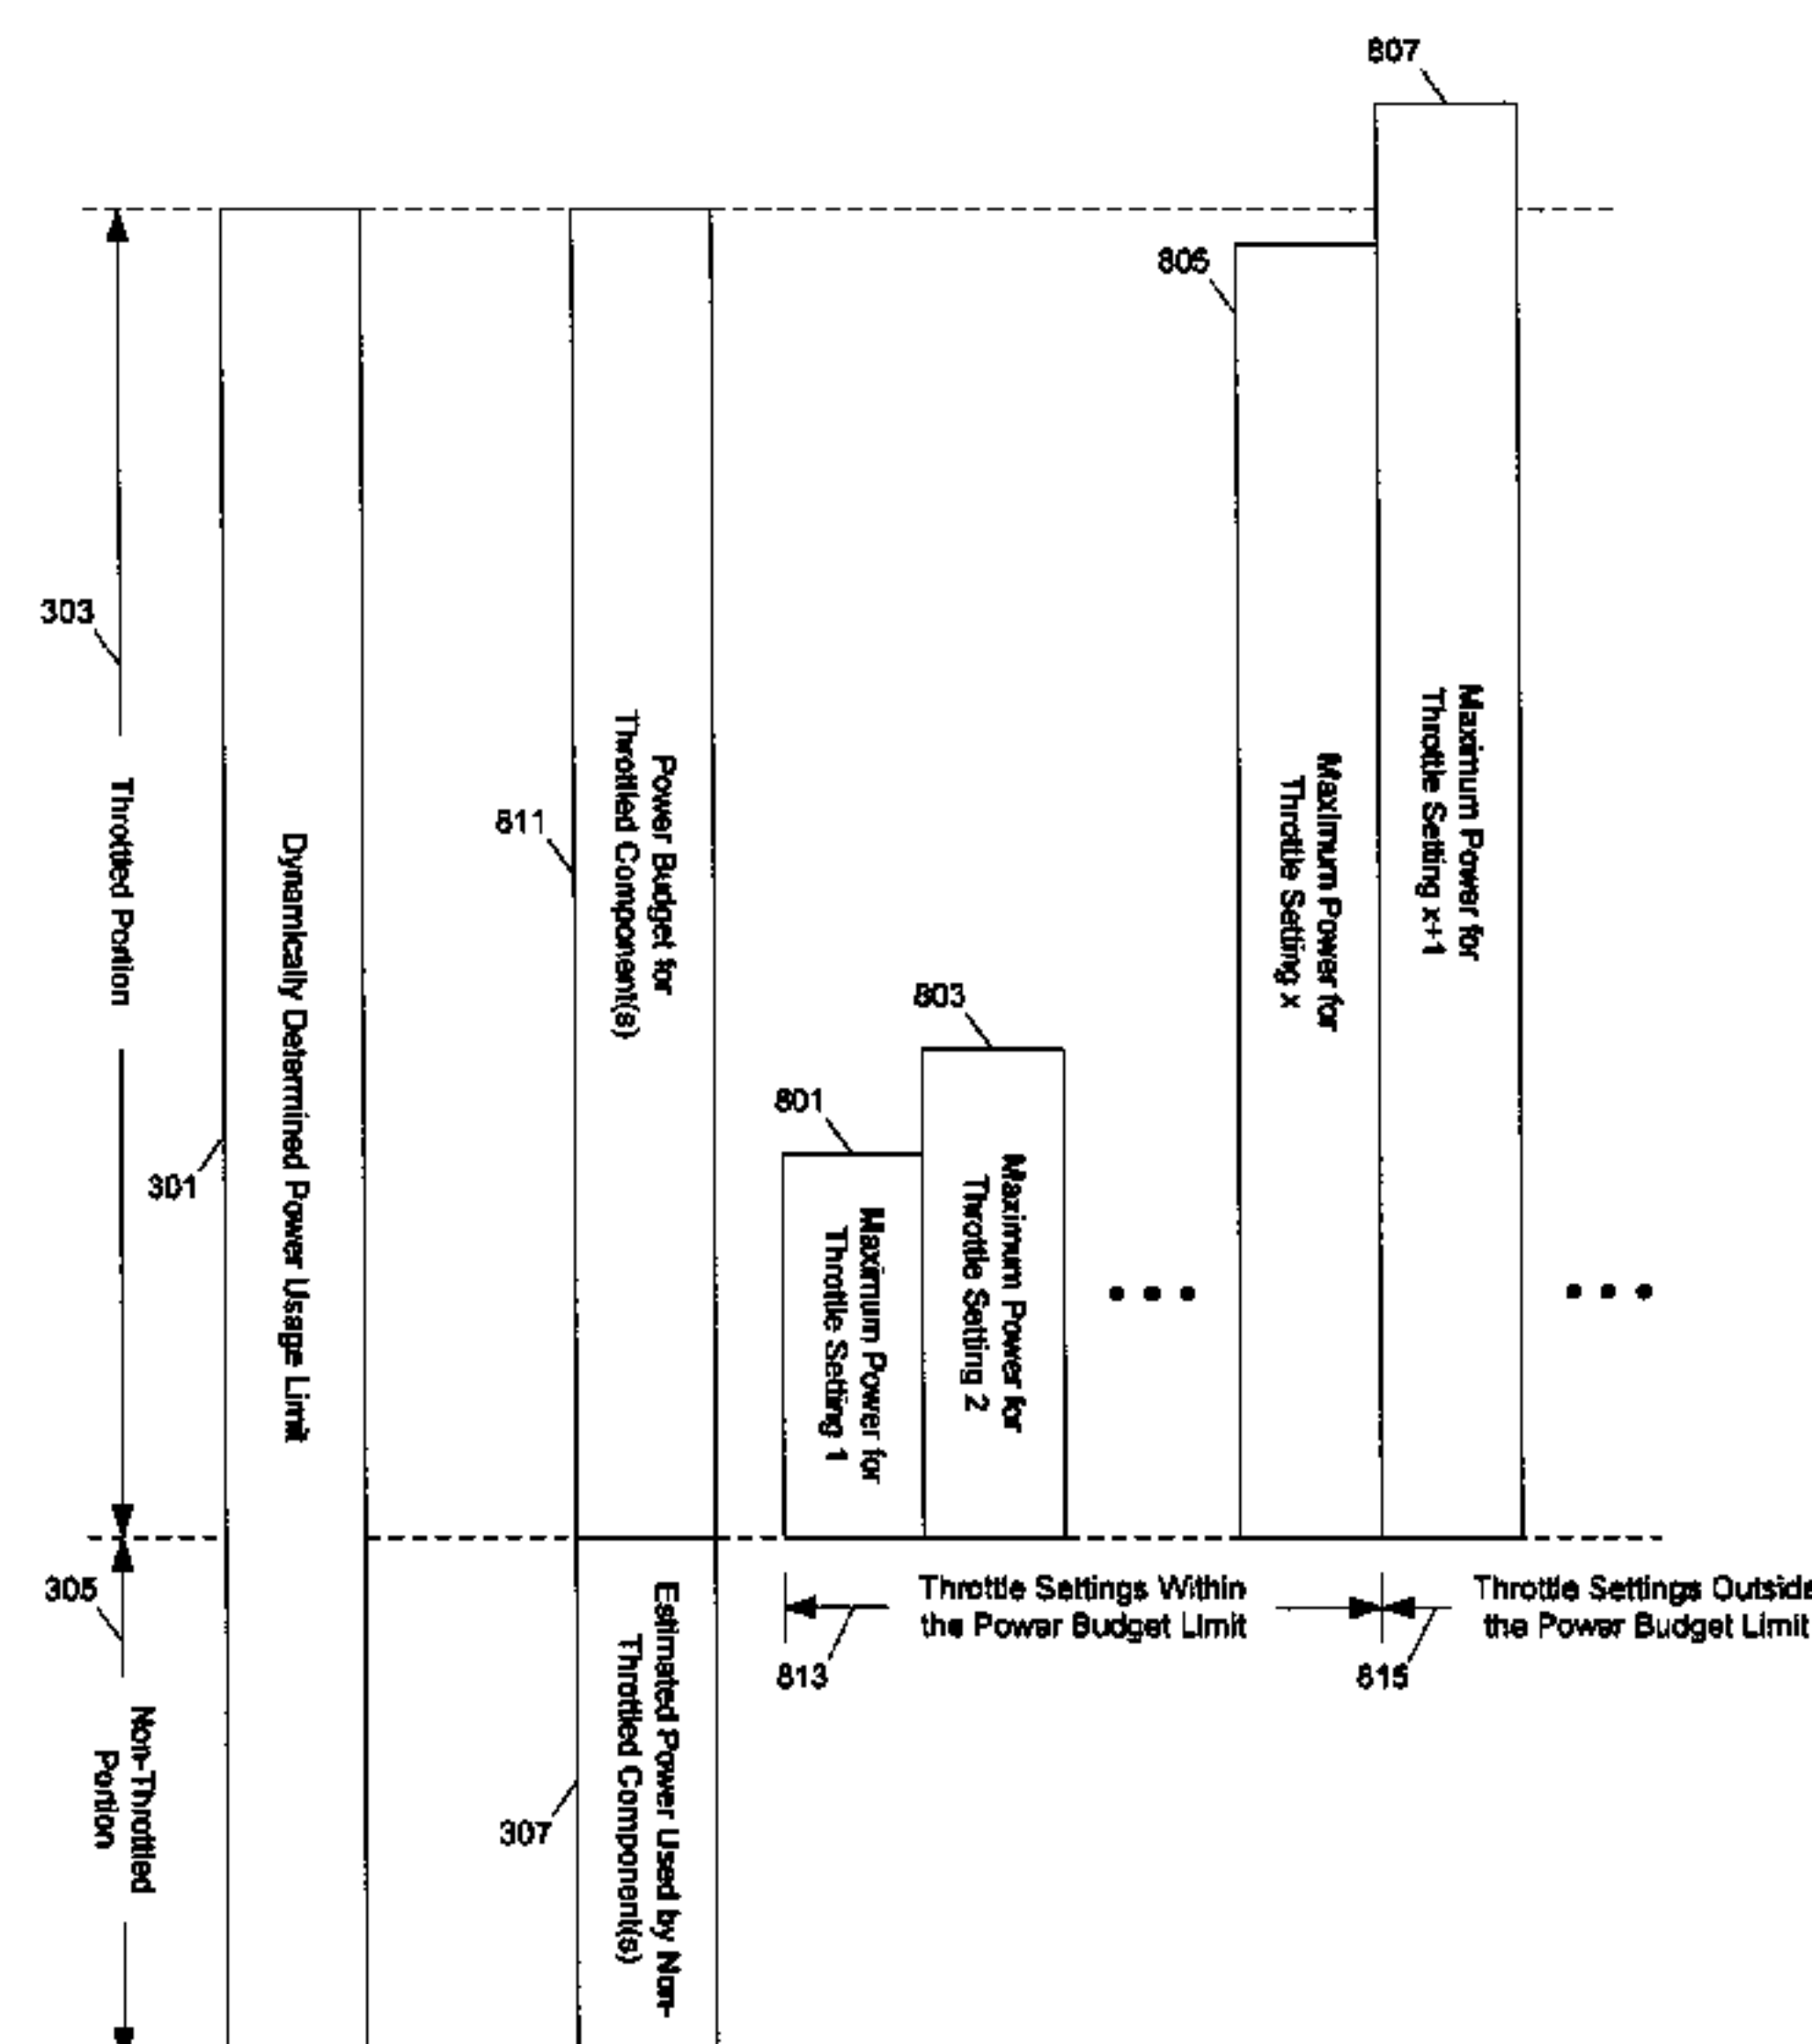 807
805
303
Throttled Portion
301
Dynamically Determined Power Usage Limit
811
Power Budget for
Throttled Component(s)
801
Maximum Power for
Throttle Setting 1
803
Maximum Power for
Throttle Setting 2
Maximum Power for
Throttle Setting x
Maximum Power for
Throttle Setting x+1
305
Non-Throttled
Portion
307
Estimated Power Used by Non-
Throttled Component(s)
Throttle Settings Within
the Power Budget Limit
813
Throttle Settings Outside
the Power Budget Limit
815